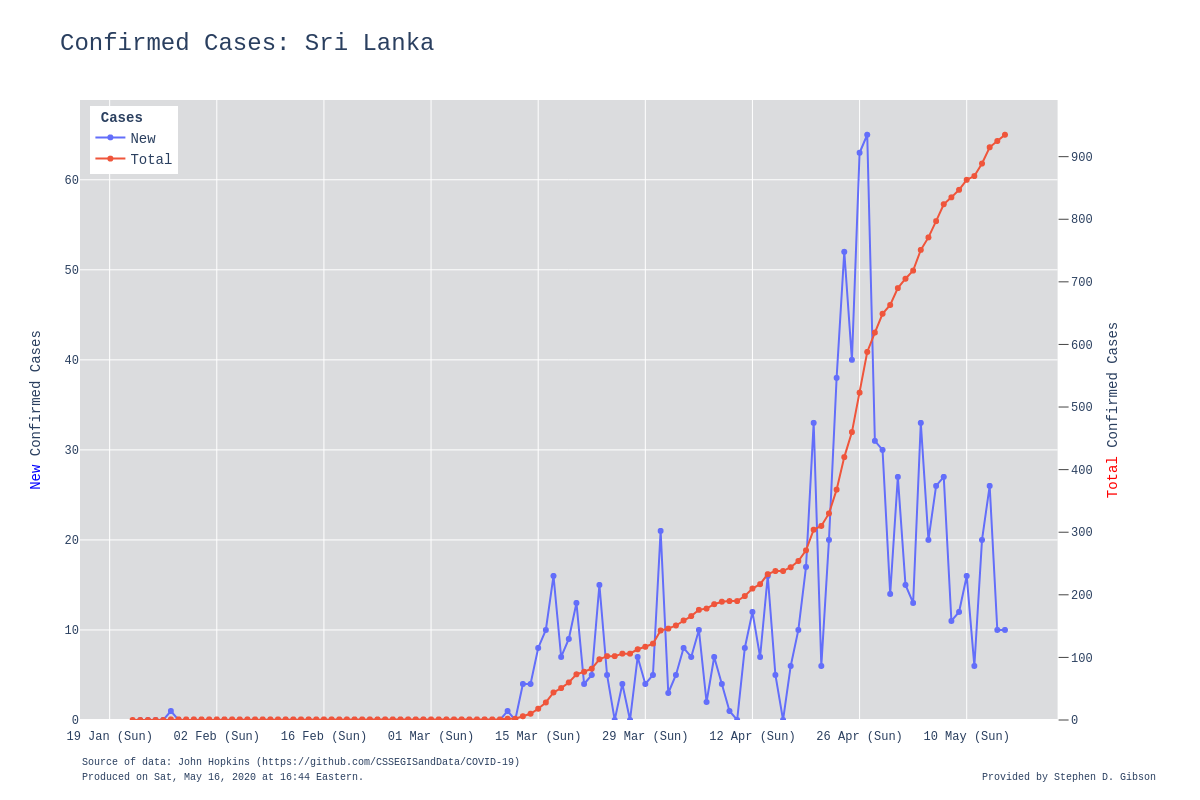 Confirmed Cases: Sri Lanka
Cases
New
Total
60
50
40
30
20
10
0
New Confirmed Cases
900
800
700
600
500
400
300
200
100
0
Total Confirmed Cases
19 Jan (Sun) 02 Feb (Sun) 16 Feb (Sun) 01 Mar (Sun) 15 Mar (Sun) 29 Mar (Sun) 12 Apr (Sun) 26 Apr (Sun) 10 May (Sun)
Source of data: John Hopkins (https://github.com/CSSEGISandData/COVID-19)
Produced on Sat, May 16, 2020 at 16:44 Eastern.
Provided by Stephen D. Gibson